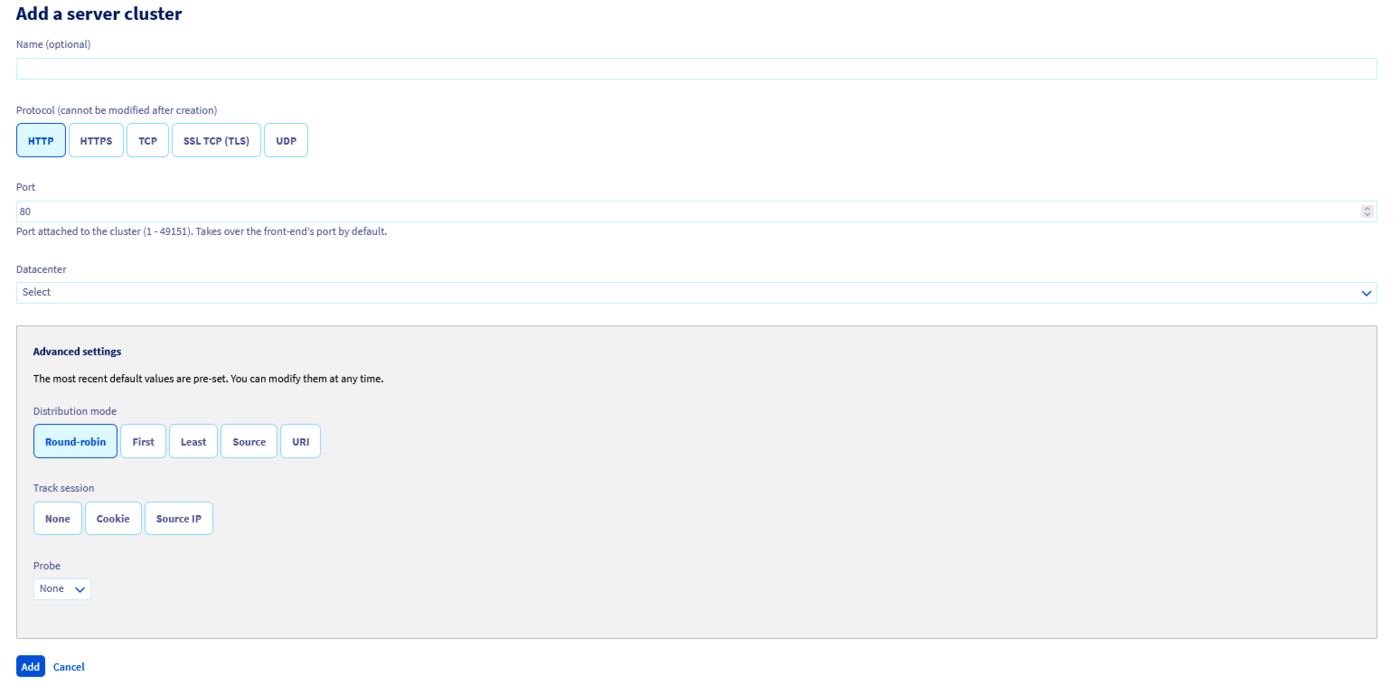 Add a server cluster
Name (optional)
Protocol (cannot be modified after creation)
HTTP HTTPS TCP SSL TCP (TLS) UDP
Port
80
Port attached to the cluster (1 - 49151). Takes over the front-end's port by default.
Datacenter
Select
Advanced settings
The most recent default values are pre-set. You can modify them at any time.
Distribution mode
Round-robin First Least Source URI
Track session
None Cookie Source IP
Probe
None
Add Cancel